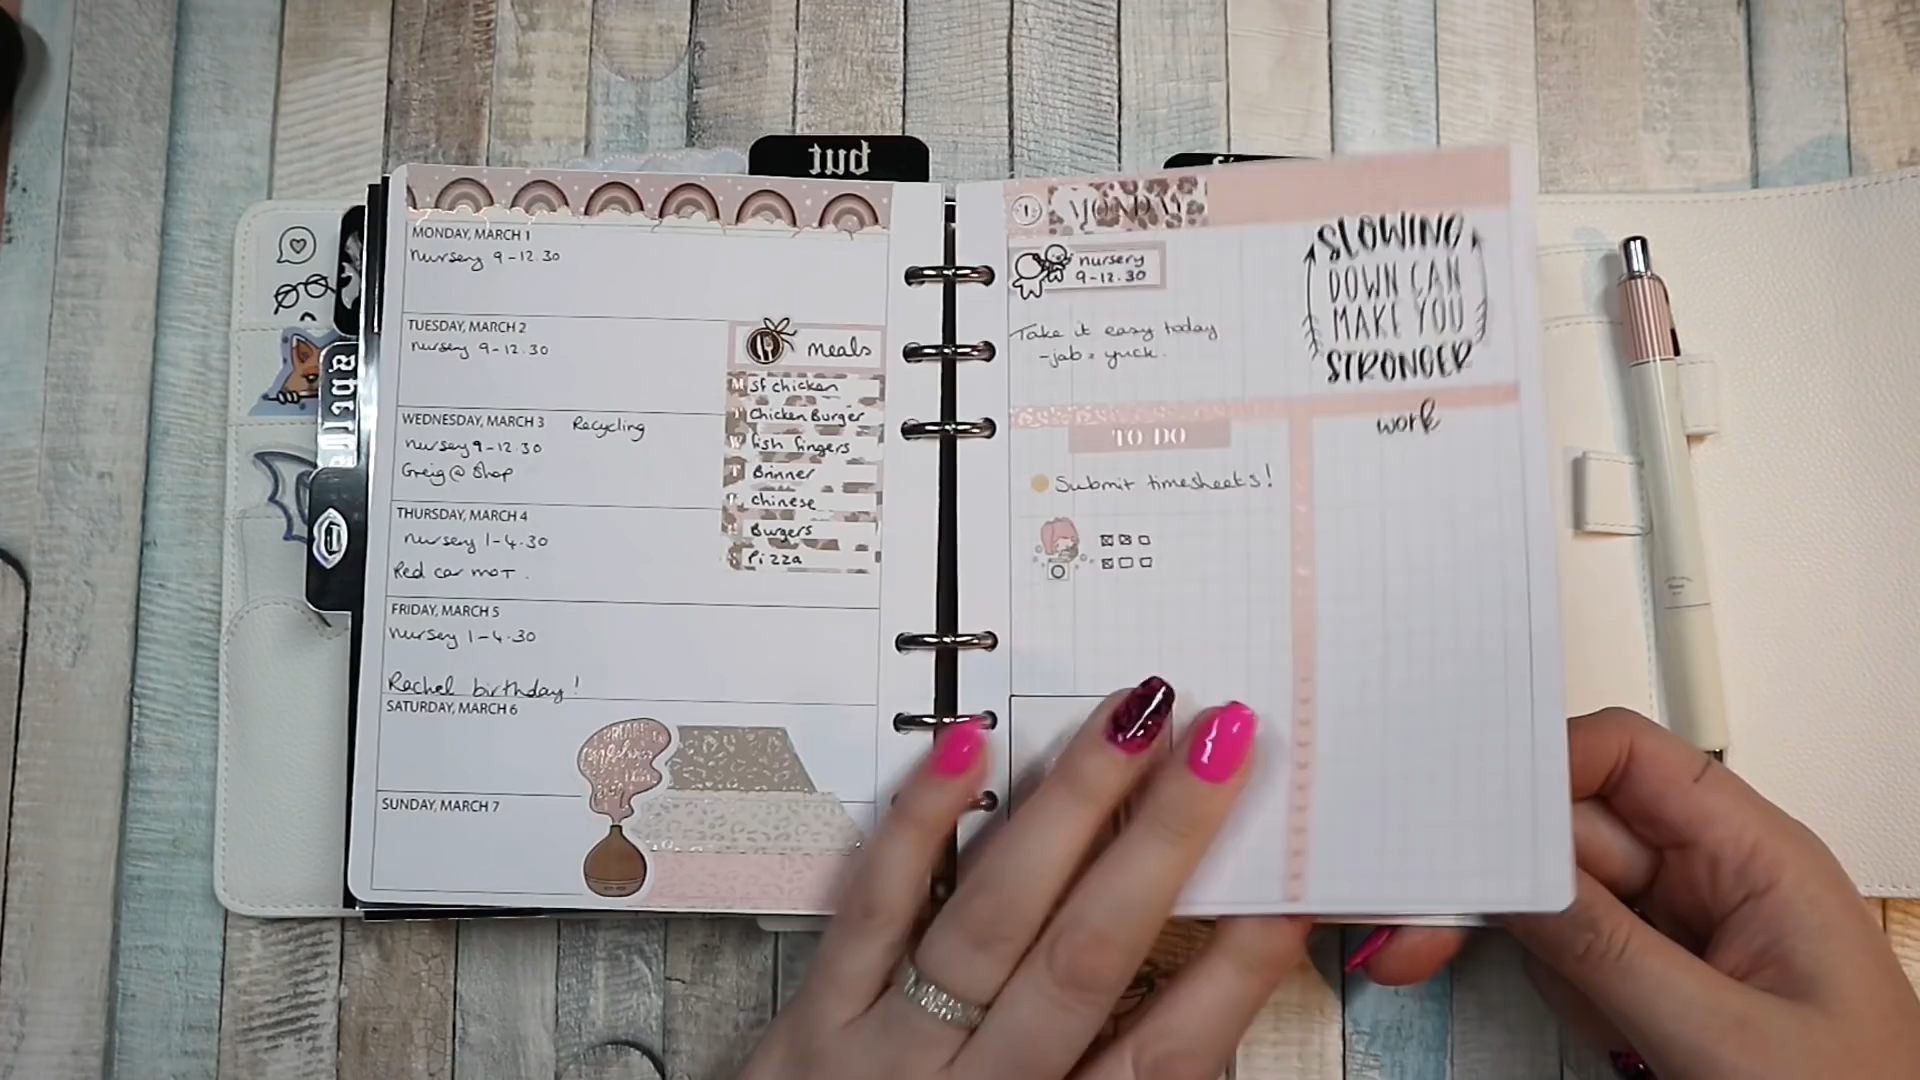 but
MONDAY, MARCH 1
nursery 9-12.30
TUESDAY, MARCH 2
nursery 9-12.30
meals
M SF chicken
T Chicken Burger
W fish fingers
T Brinner
F Chinese
S Burgers
S Pizza
WEDNESDAY, MARCH 3 Recycling
nursery 9-12.30
Greig @ Shop
THURSDAY, MARCH 4
nursery 1-4.30
Red car MOT.
FRIDAY, MARCH 5
nursery 1-4.30
Rachel birthday!
SATURDAY, MARCH 6
SUNDAY, MARCH 7
1 MONDAY
nursery
9-12.30
Take it easy today
-jab = yuck.
SLOWING
DOWN CAN
MAKE YOU
STRONGER
TO DO
Submit timesheets!
work